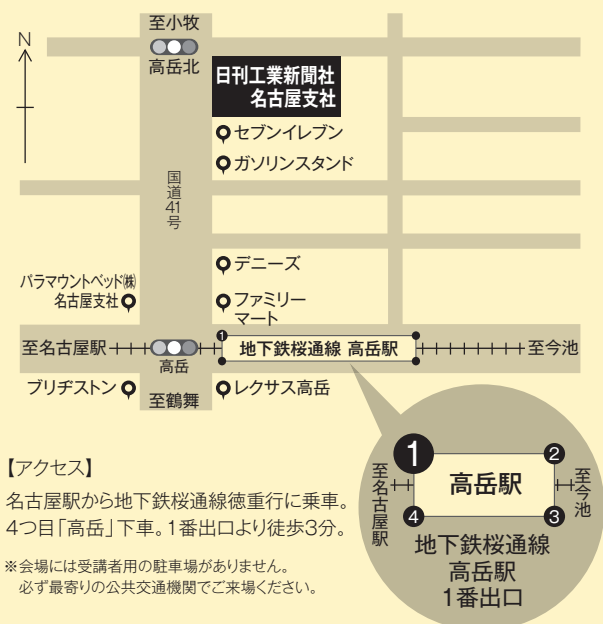 至小牧
N
高岳北
日刊工業新聞社
名古屋支社
セブンイレブン
ガソリンスタンド
国道41号
デニーズ
パラマウントベッド㈱
名古屋支社
ファミリー
マート
至名古屋駅
1
地下鉄桜通線 高岳駅
至今池
高岳
ブリヂストン
至鶴舞
レクサス高岳
1
2
至名古屋駅
高岳駅
至今池
4
3
地下鉄桜通線
高岳駅
1番出口
【アクセス】
名古屋駅から地下鉄桜通線徳重行に乗車。
4つ目「高岳」下車。1番出口より徒歩3分。
※会場には受講者用の駐車場がありません。
必ず最寄りの公共交通機関でご来場ください。